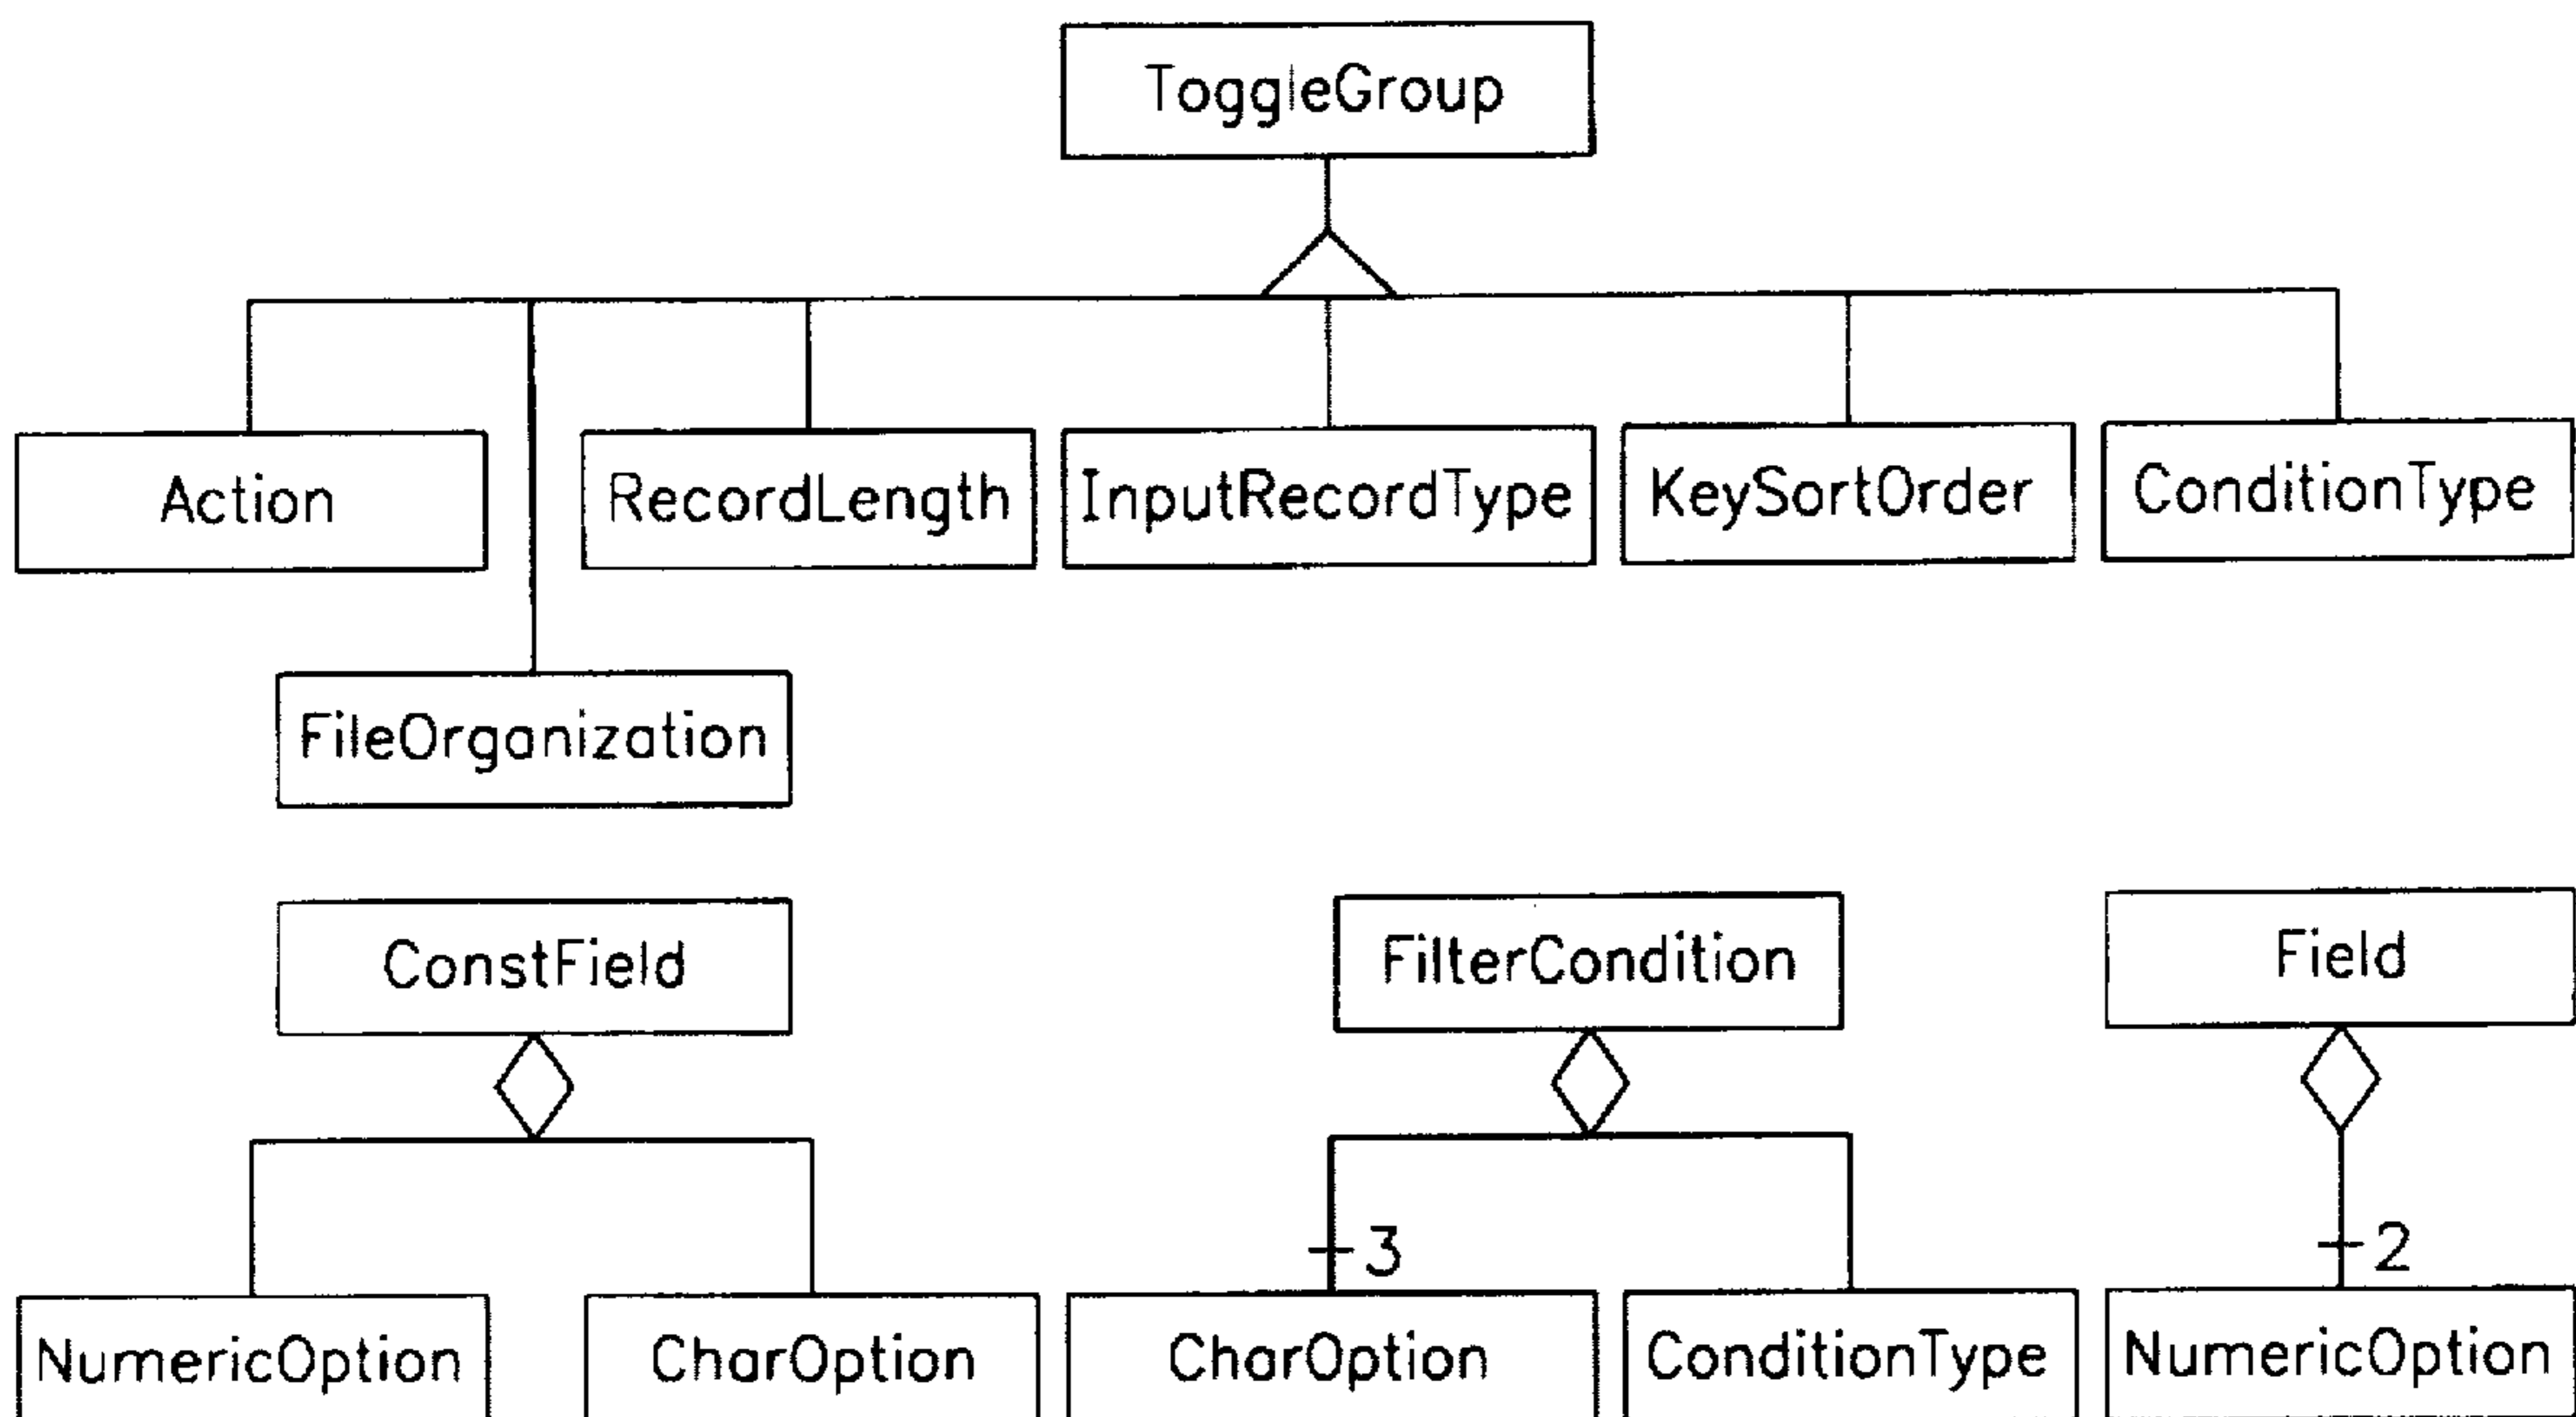 ToggleGroup
Action
RecordLength
InputRecordType
KeySortOrder
ConditionType
FileOrganization
ConstField
FilterCondition
Field
3
2
NumericOption
CharOption
CharOption
ConditionType
NumericOption